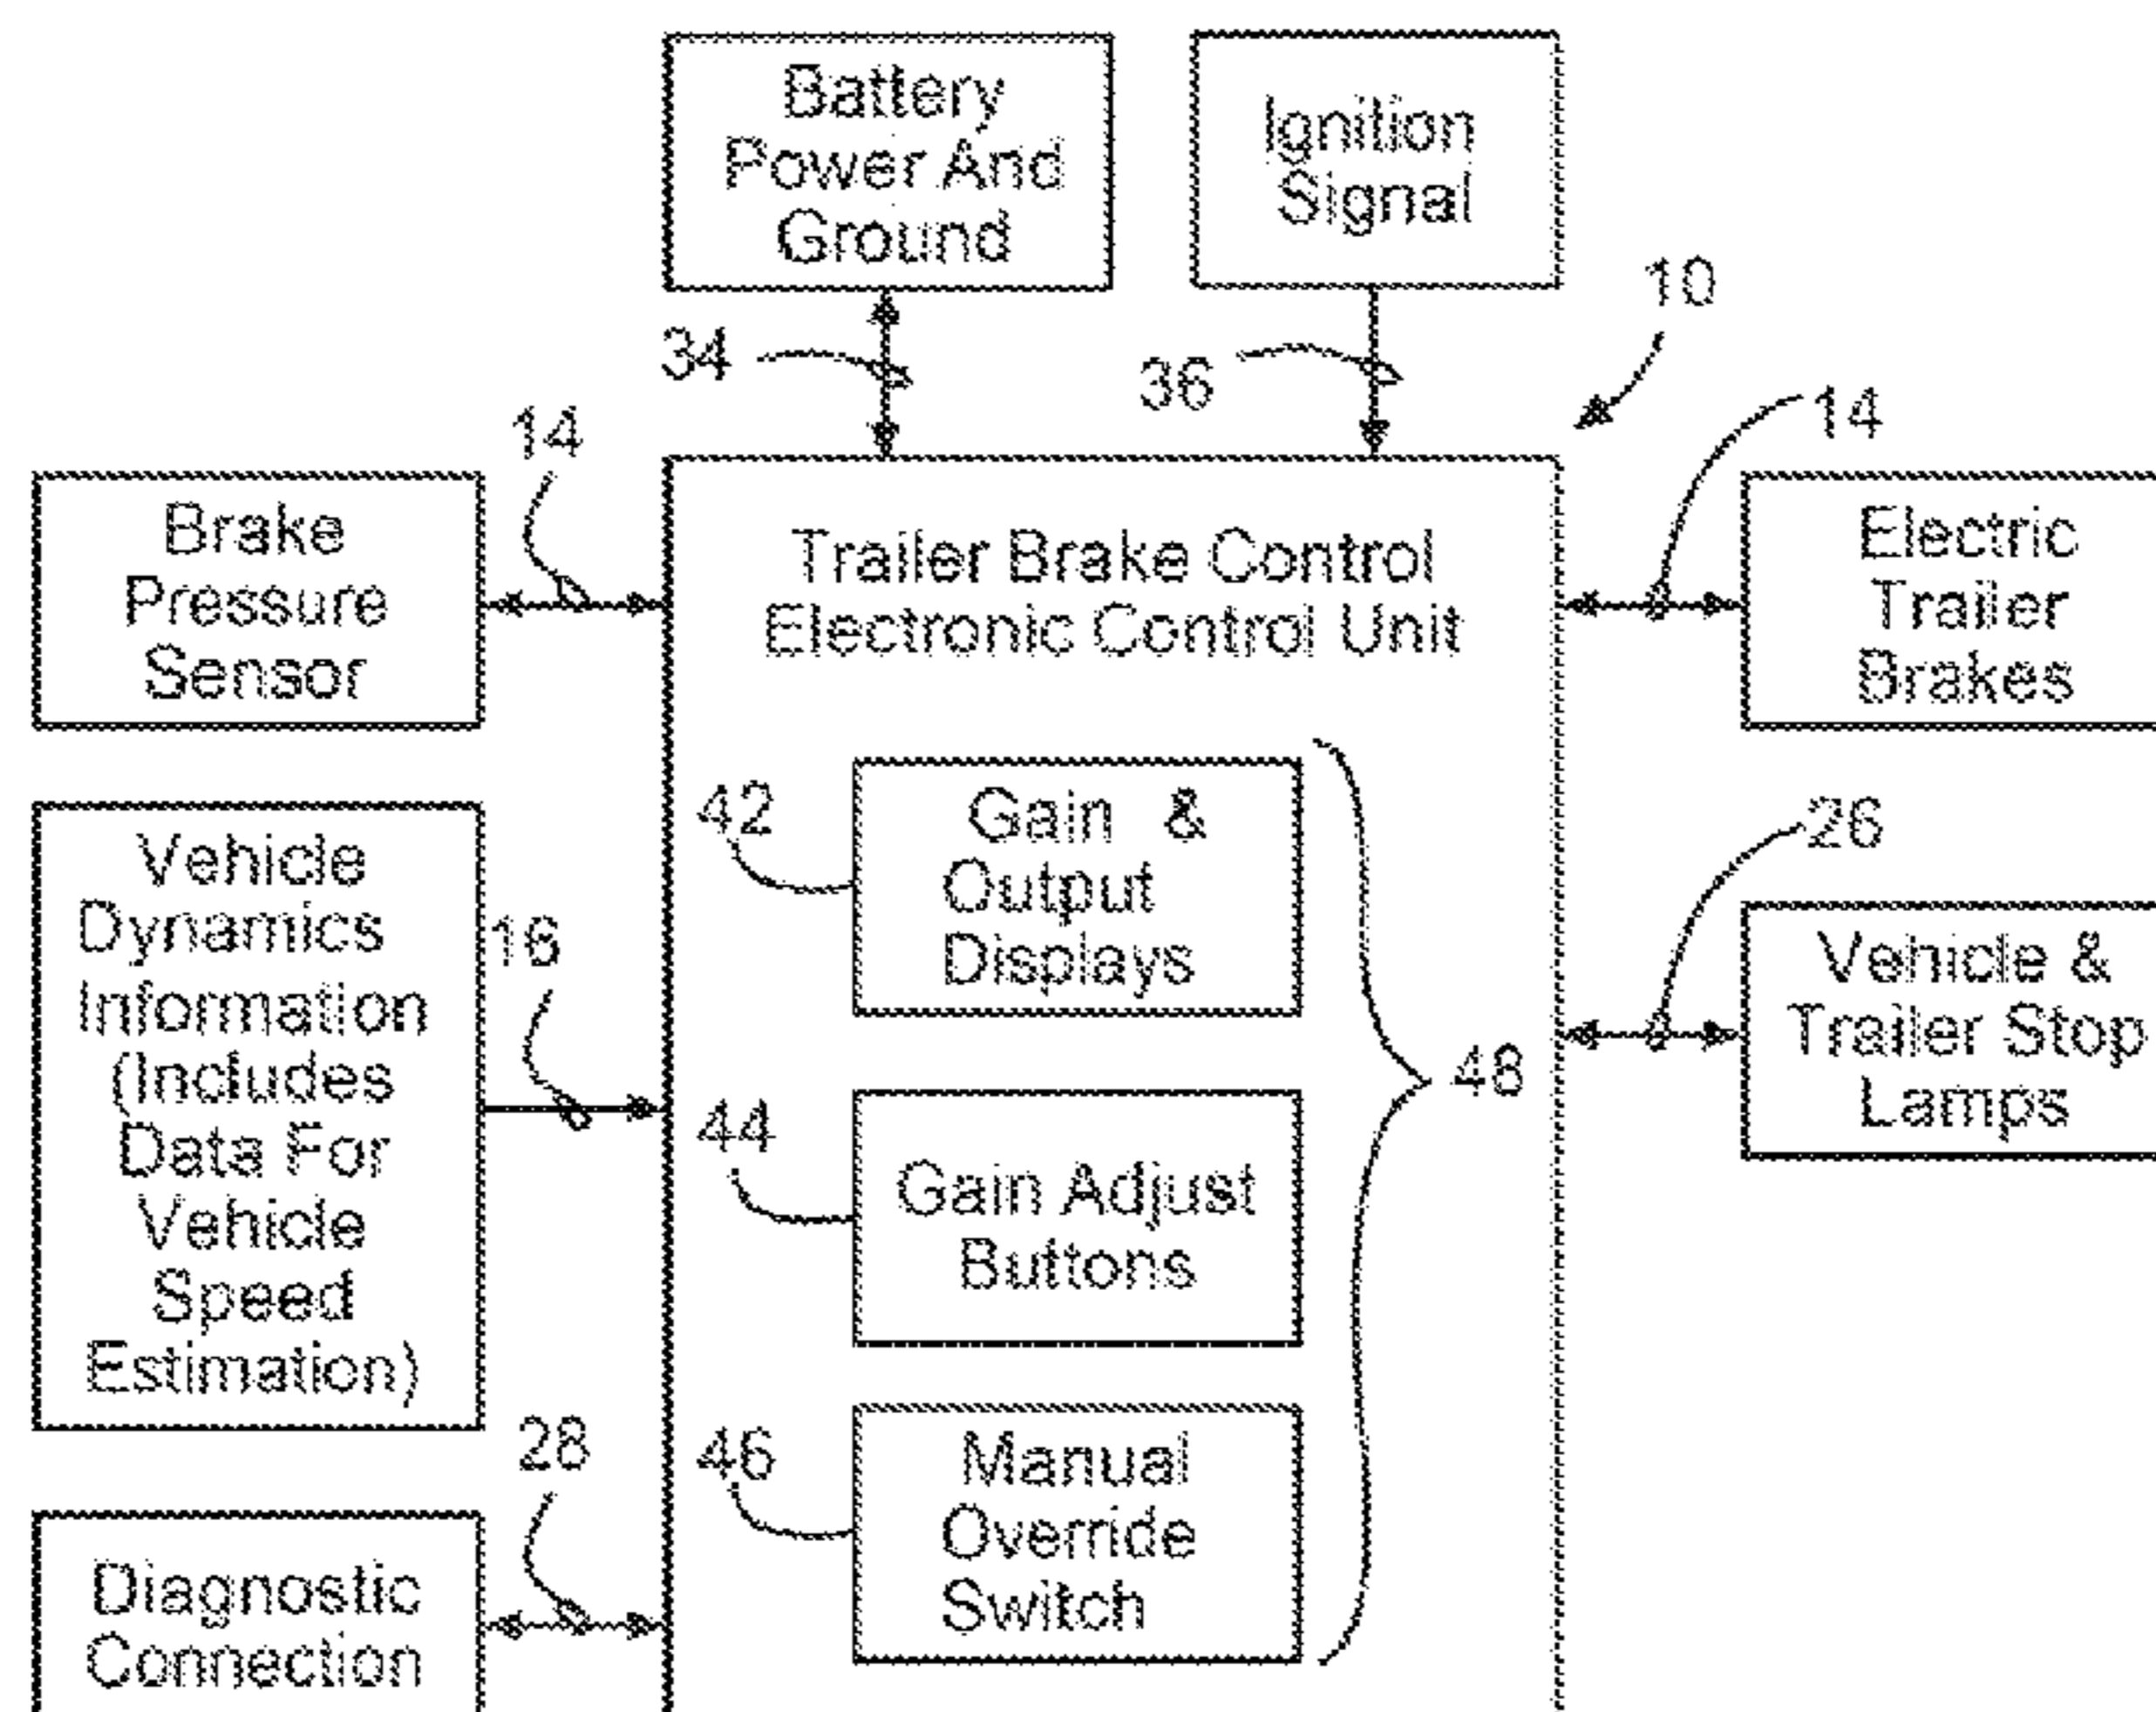 Battery
Power And
Ground
Ignition
Signal
10
34
36
14
14
Brake
Pressure
Sensor
Trailer Brake Control
Electronic Control Unit
Electric
Trailer
Brakes
42
Gain &
Output
Displays
26
Vehicle
Dynamics
Information
(Includes
Data For
Vehicle
Speed
Estimation)
16
Vehicle &
Trailer Stop
Lamps
48
44
Gain Adjust
Buttons
28
46
Manual
Override
Switch
Diagnostic
Connection